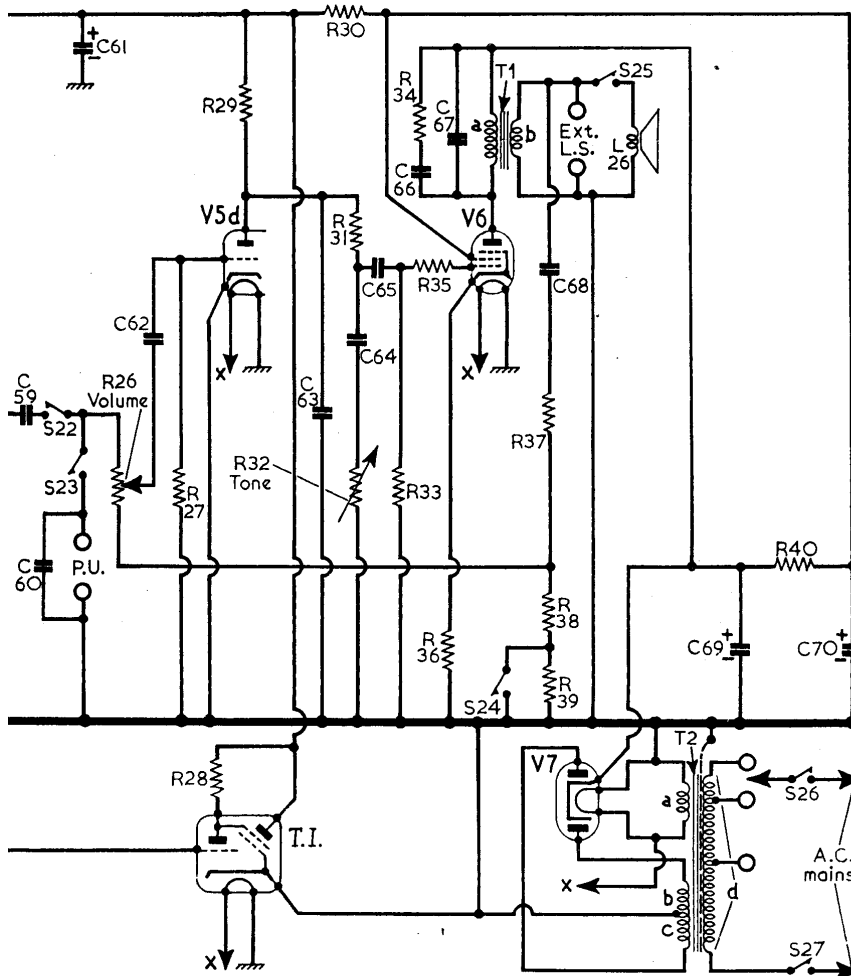 R30
+
C61
-
R29
R
34
C
67
a
T1
b
S25
Ext.
L.S.
L
26
C
66
V5d
R
31
V6
C65
R35
C68
C62
X
C64
X
C
59
R26
Volume
C
63
S22
R37
S23
R
27
R32
Tone
R33
C
60
P.U.
R40
R
38
+
C69
-
+
C70
-
R
36
S24
R
39
T2
R28
V7
a
S26
T.I.
A.C.
mains
X
b
d
c
S27
X